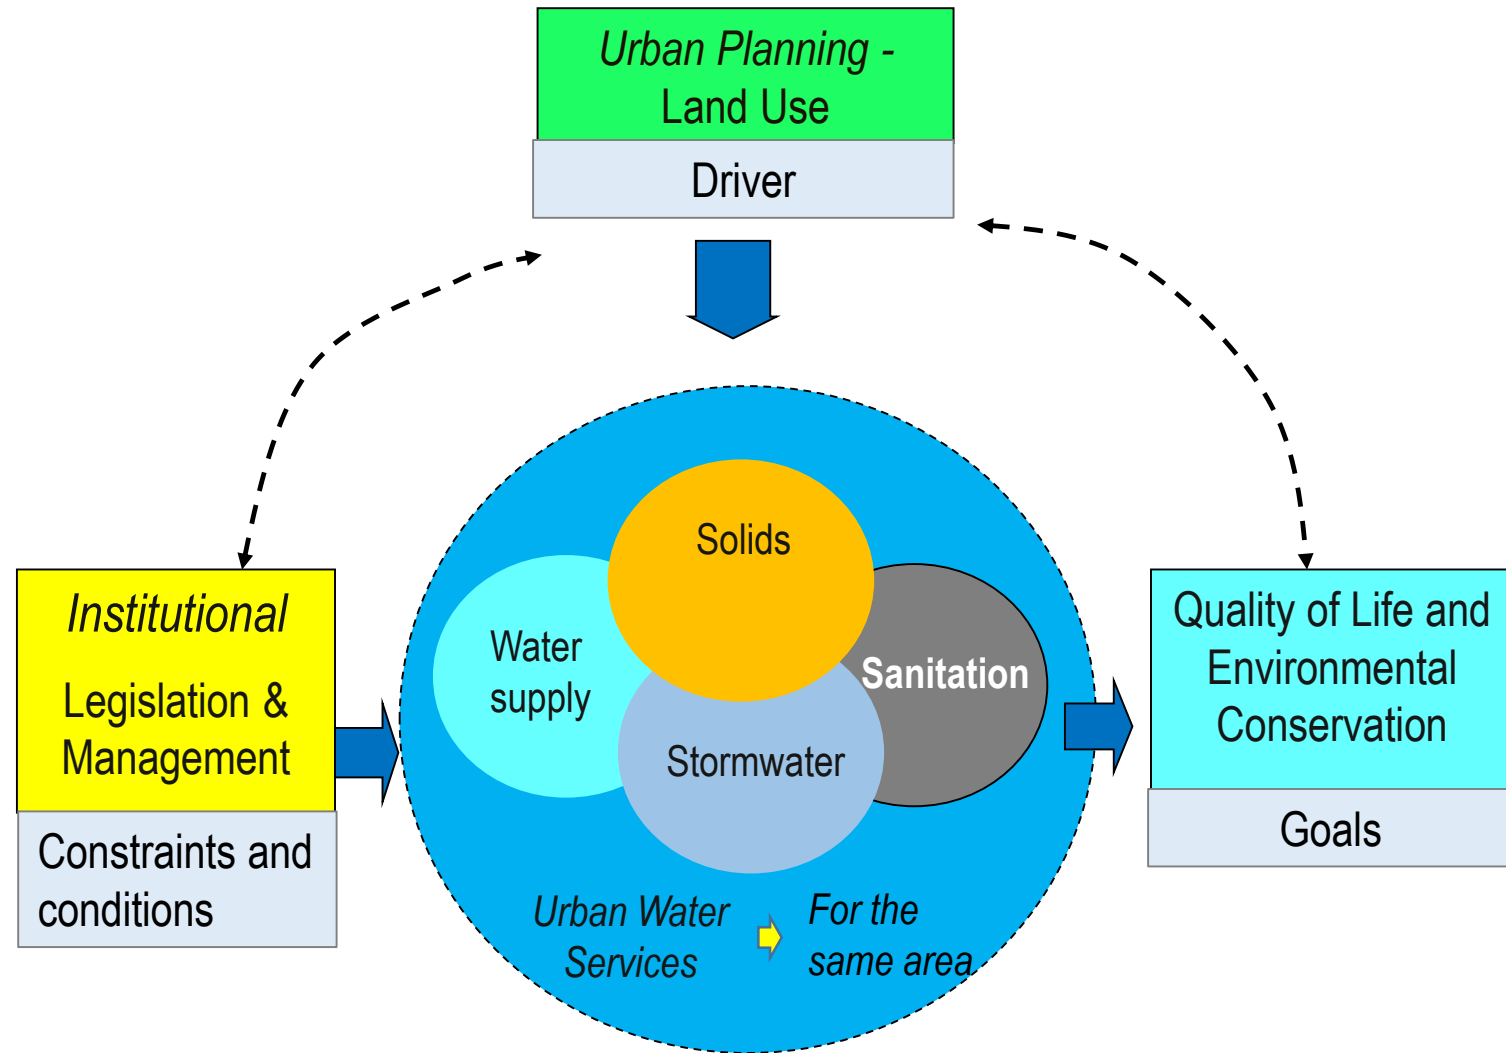 Urban Planning -
Land Use
Driver
Institutional
Legislation &
Management
Constraints and
conditions
Solids
Water
supply
Sanitation
Stormwater
Urban Water
Services
For the
same area
Quality of Life and
Environmental
Conservation
Goals